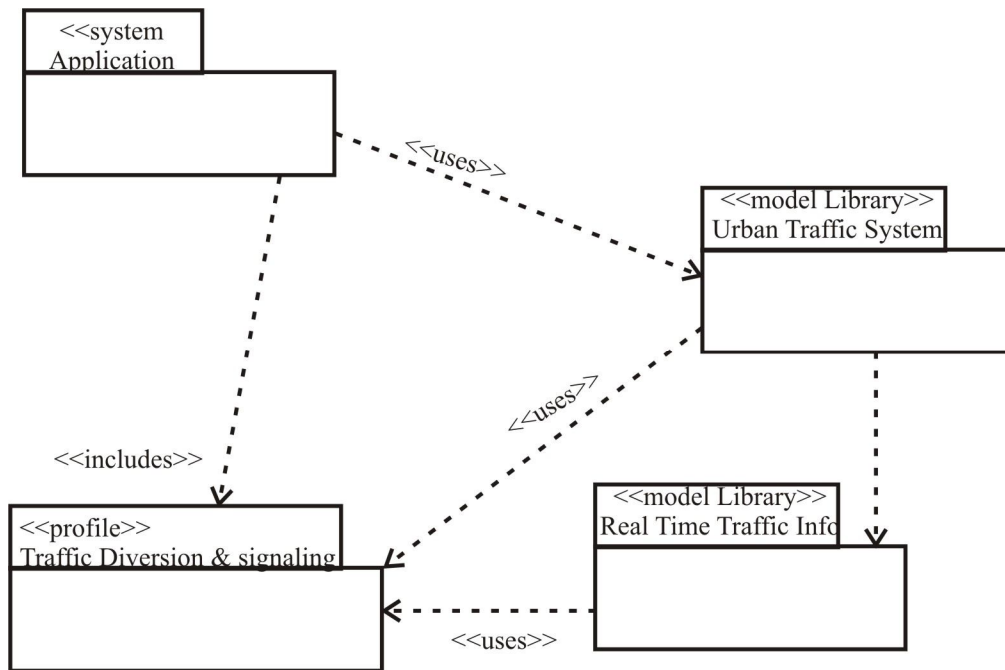 <<system
Application
<<uses>>
<<model Library>>
Urban Traffic System
<<uses>>
<<includes>>
<<model Library>>
Real Time Traffic Info
<<profile>>
Traffic Diversion & signaling
<<uses>>